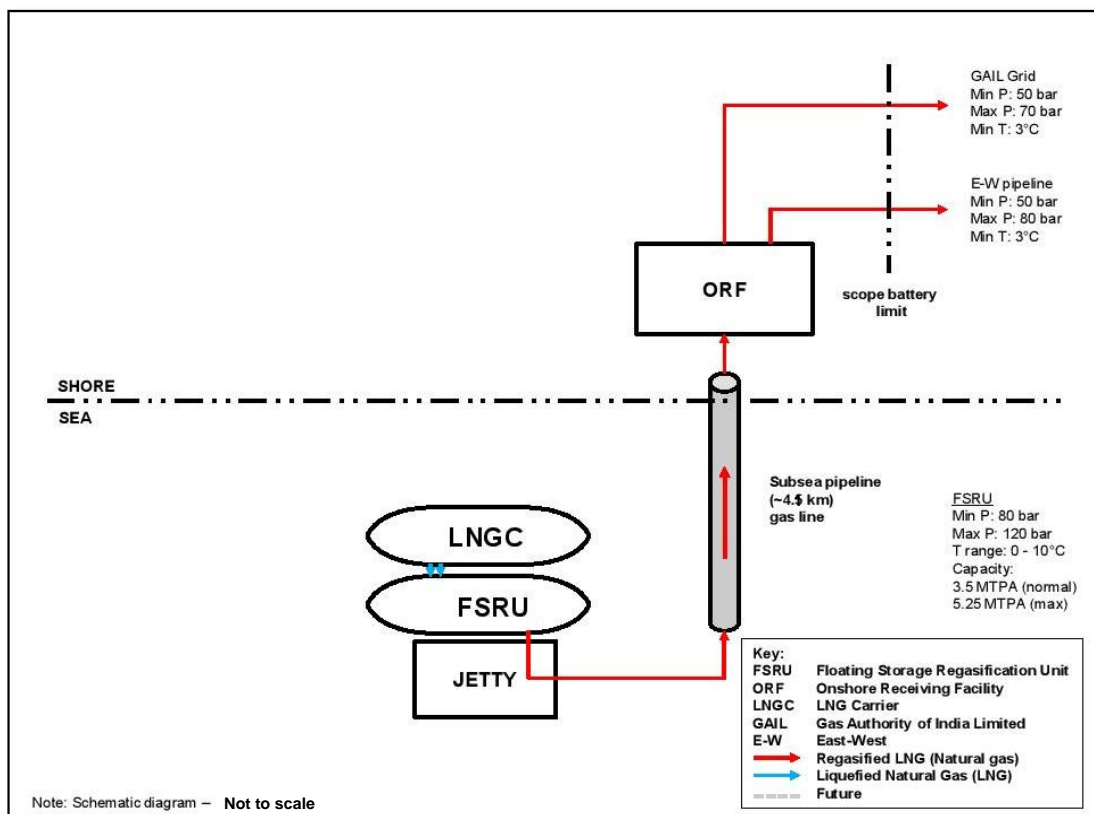 GAIL Grid
Min P: 50 bar
Max P: 70 bar
Min T: 3°C
E-W pipeline
Min P: 50 bar
Max P: 80 bar
Min T: 3°C
ORF
scope battery
limit
SHORE
SEA
Subsea pipeline
gas line
FSRU
Min P: 80 bar
Max P: 120 bar
T range: 0 - 10°C
Capacity:
3.5 MTPA (normal)
5.25 MTPA (max)
LNGC
FSRU
JETTY
Key:
FSRU Floating Storage Regasification Unit
ORF Onshore Receiving Facility
LNGC LNG Carrier
GAIL Gas Authority of India Limited
E-W East-West
Regasified LNG (Natural gas)
Liquefied Natural Gas (LNG)
Future
Note: Schematic diagram – Not to scale